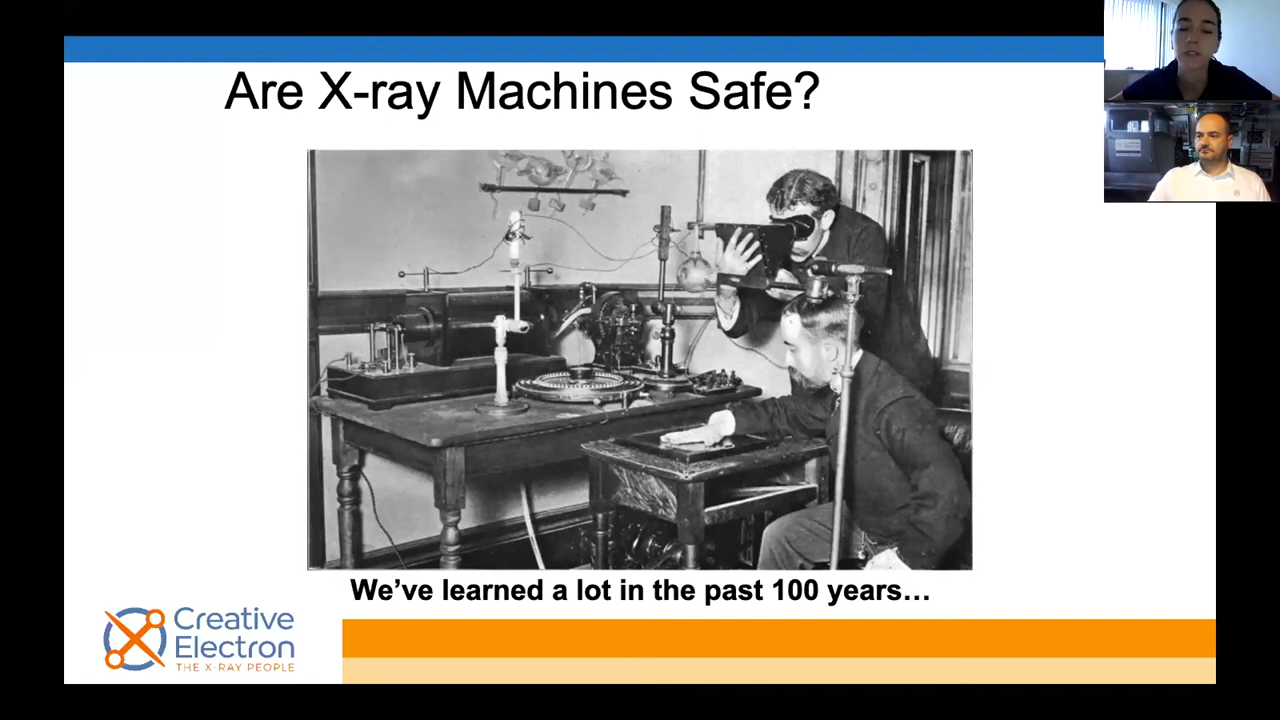 Are X-ray Machines Safe?
We’ve learned a lot in the past 100 years…
Creative
Electron
THE X RAY PEOPLE